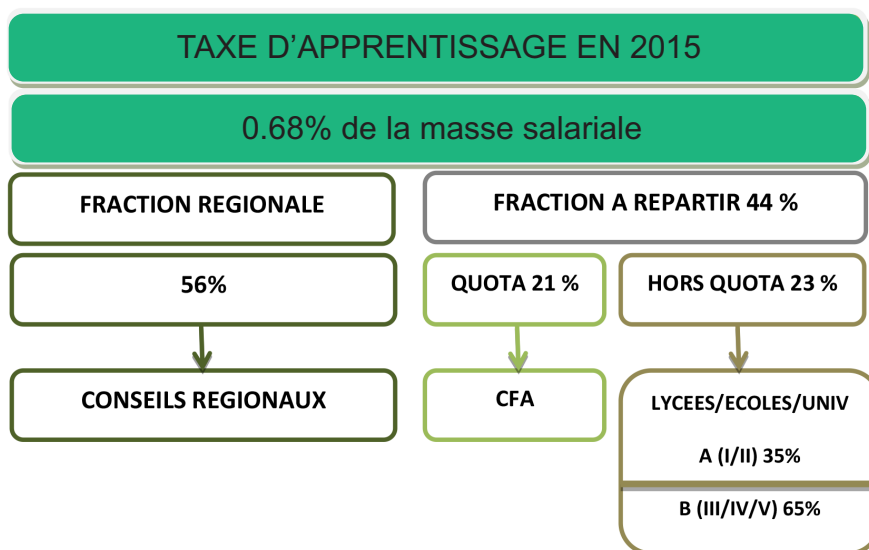 TAXE D’APPRENTISSAGE EN 2015
0.68% de la masse salariale
FRACTION REGIONALE
FRACTION A REPARTIR 44 %
56%
QUOTA 21 %
HORS QUOTA 23 %
CONSEILS REGIONAUX
CFA
LYCEES/ECOLES/UNIV
A (I/II) 35%
B (III/IV/V) 65%